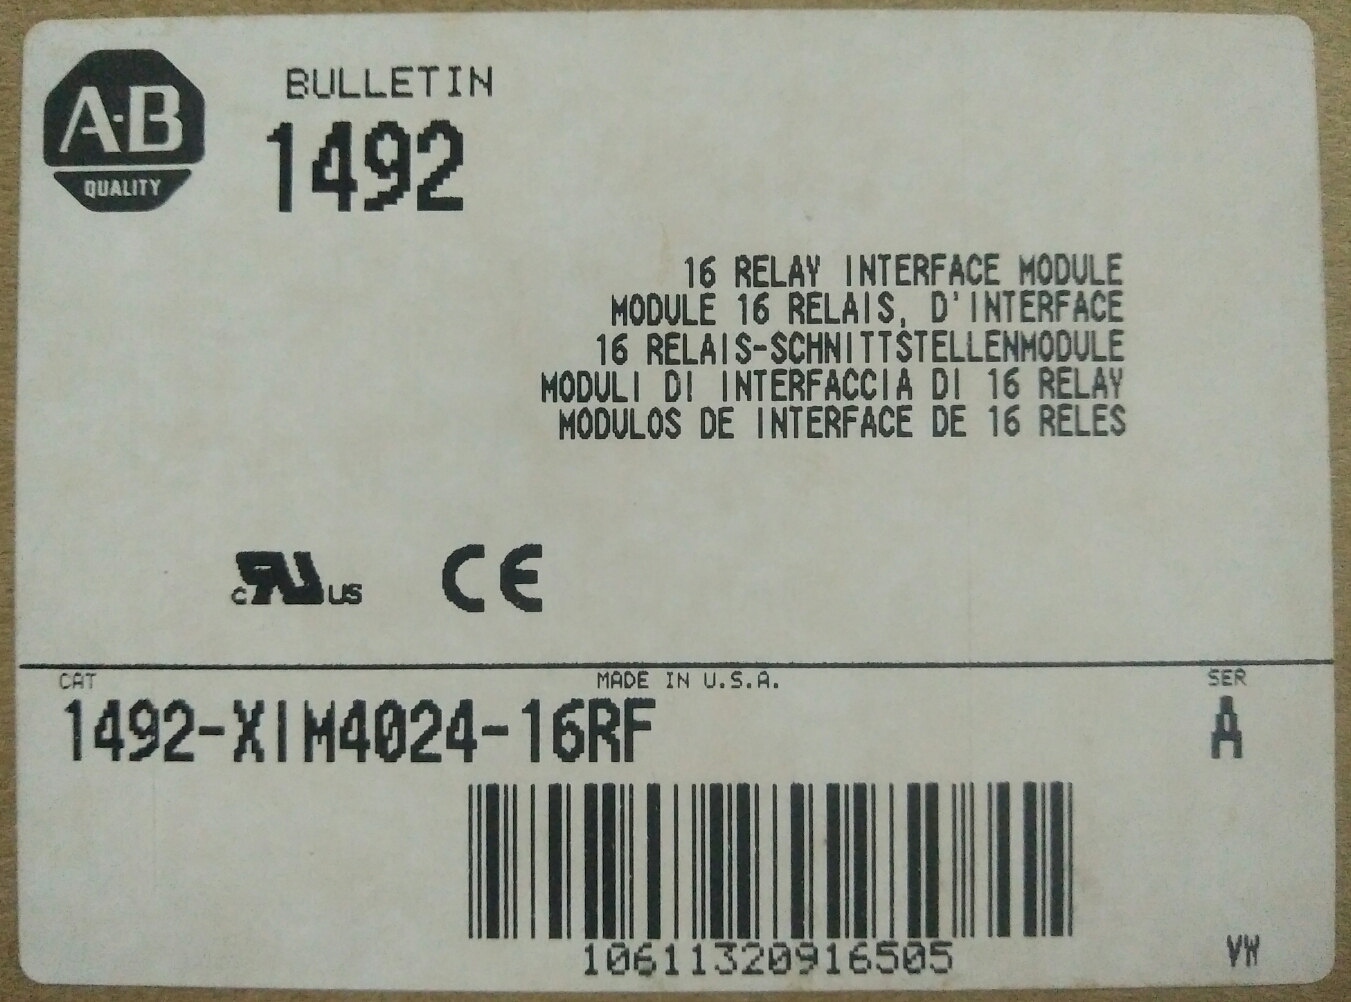 A-B
QUALITY
BULLETIN
1492
16 RELAY INTERFACE MODULE
MODULE 16 RELAIS, D'INTERFACE
16 RELAIS-SCHNITTSTELLENMODULE
MODULI DI INTERFACCIA DI 16 RELAY
MODULOS DE INTERFACE DE 16 RELES
c RU US CE
CAT MADE IN U.S.A. SER
1492-XIM4024-16RF A
10611320916505
VW